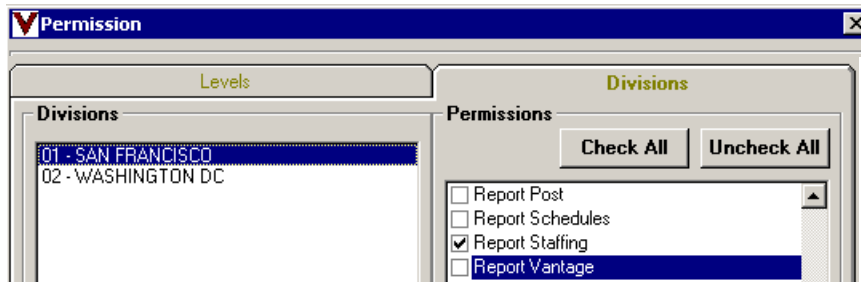 Permission
Levels
Divisions
Divisions
01 - SAN FRANCISCO
02 - WASHINGTON DC
Permissions
Check All
Uncheck All
Report Post
Report Schedules
Report Staffing
Report Vantage